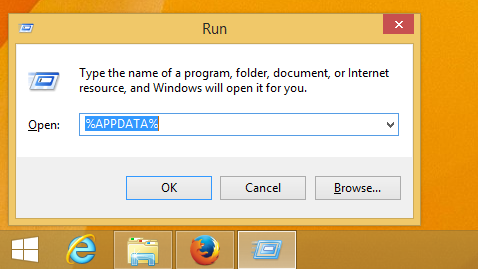 Run
Type the name of a program, folder, document, or Internet
resource, and Windows will open it for you.
Open: %APPDATA%
OK Cancel Browse...